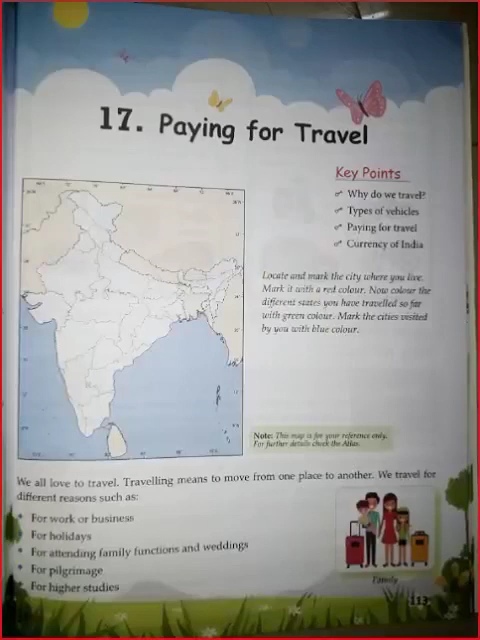 17. Paying for Travel
Key Points
Why do we travel?
Types of vehicles
Paying for travel
Currency of India
Locate and mark the city where you live.
Mark it with a red colour. Now colour the
different states you have travelled so far
with green colour. Mark the cities visited
by you with blue colour.
Note: This map is for your reference only.
For further details check the Atlas.
We all love to travel. Travelling means to move from one place to another. We travel for
different reasons such as:
• For work or business
• For holidays
• For attending family functions and weddings
• For pilgrimage
• For higher studies
Family
113